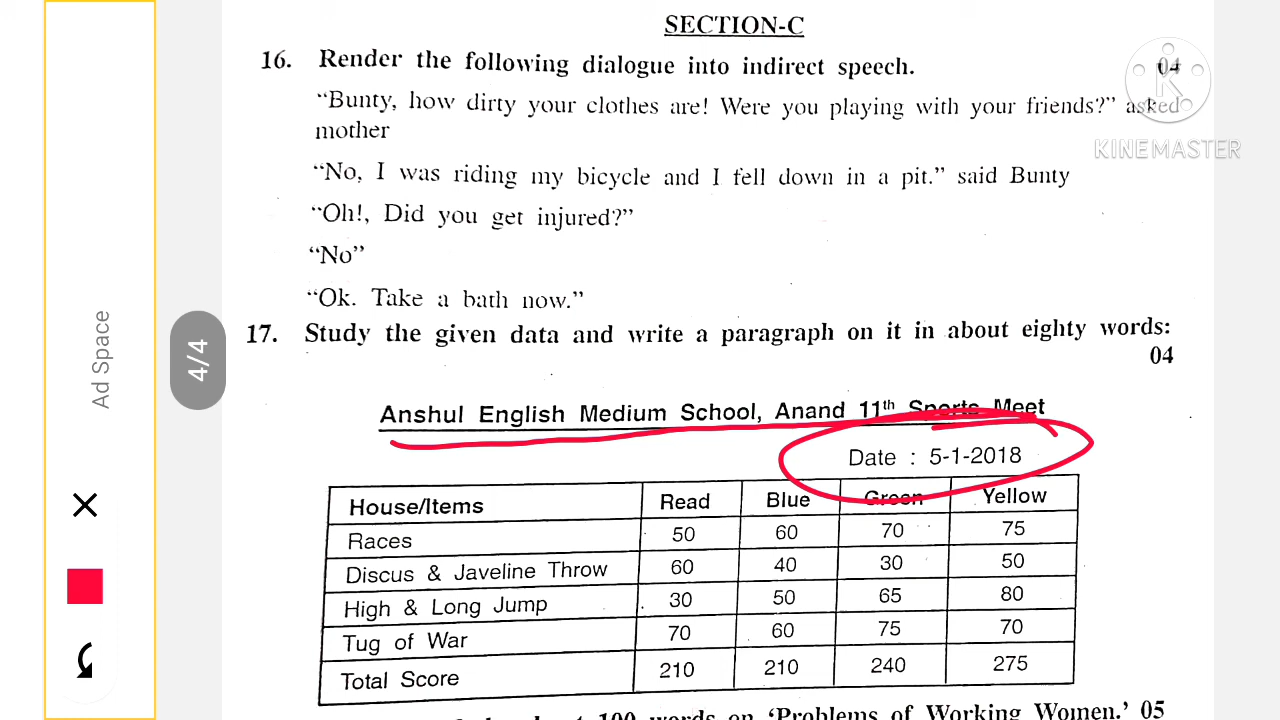 SECTION-C
16. Render the following dialogue into indirect speech. 04
“Bunty, how dirty your clothes are! Were you playing with your friends?” asked
mother
“No, I was riding my bicycle and I fell down in a pit.” said Bunty
“Oh!, Did you get injured?”
“No”
“Ok. Take a bath now.”
17. Study the given data and write a paragraph on it in about eighty words:
04
Anshul English Medium School, Anand 11th Sports Meet
Date : 5-1-2018
House/Items Read Blue Green Yellow
Races 50 60 70 75
Discus & Javeline Throw 60 40 30 50
High & Long Jump 30 50 65 80
Tug of War 70 60 75 70
Total Score 210 210 240 275
100 words on ‘Problems of Working Women.’ 05
KINEMASTER
4/4
Ad Space